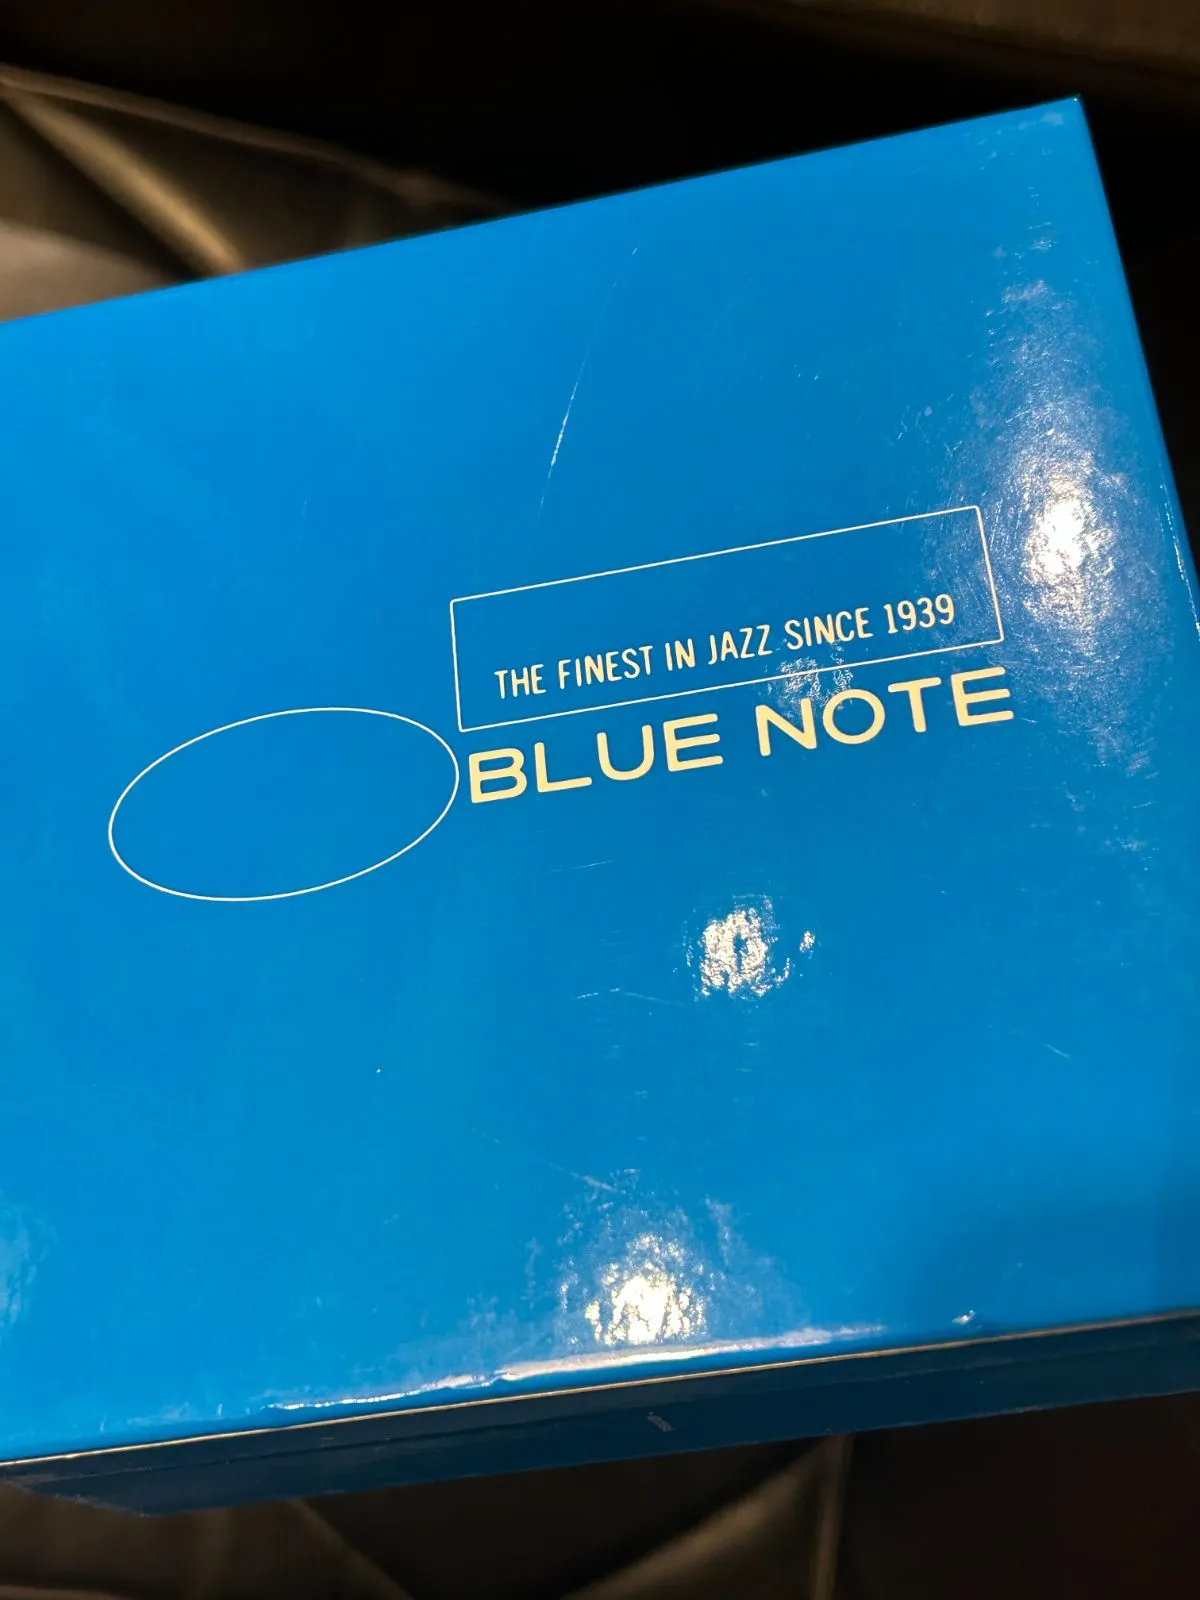 THE FINEST IN JAZZ SINCE 1939
BLUE NOTE